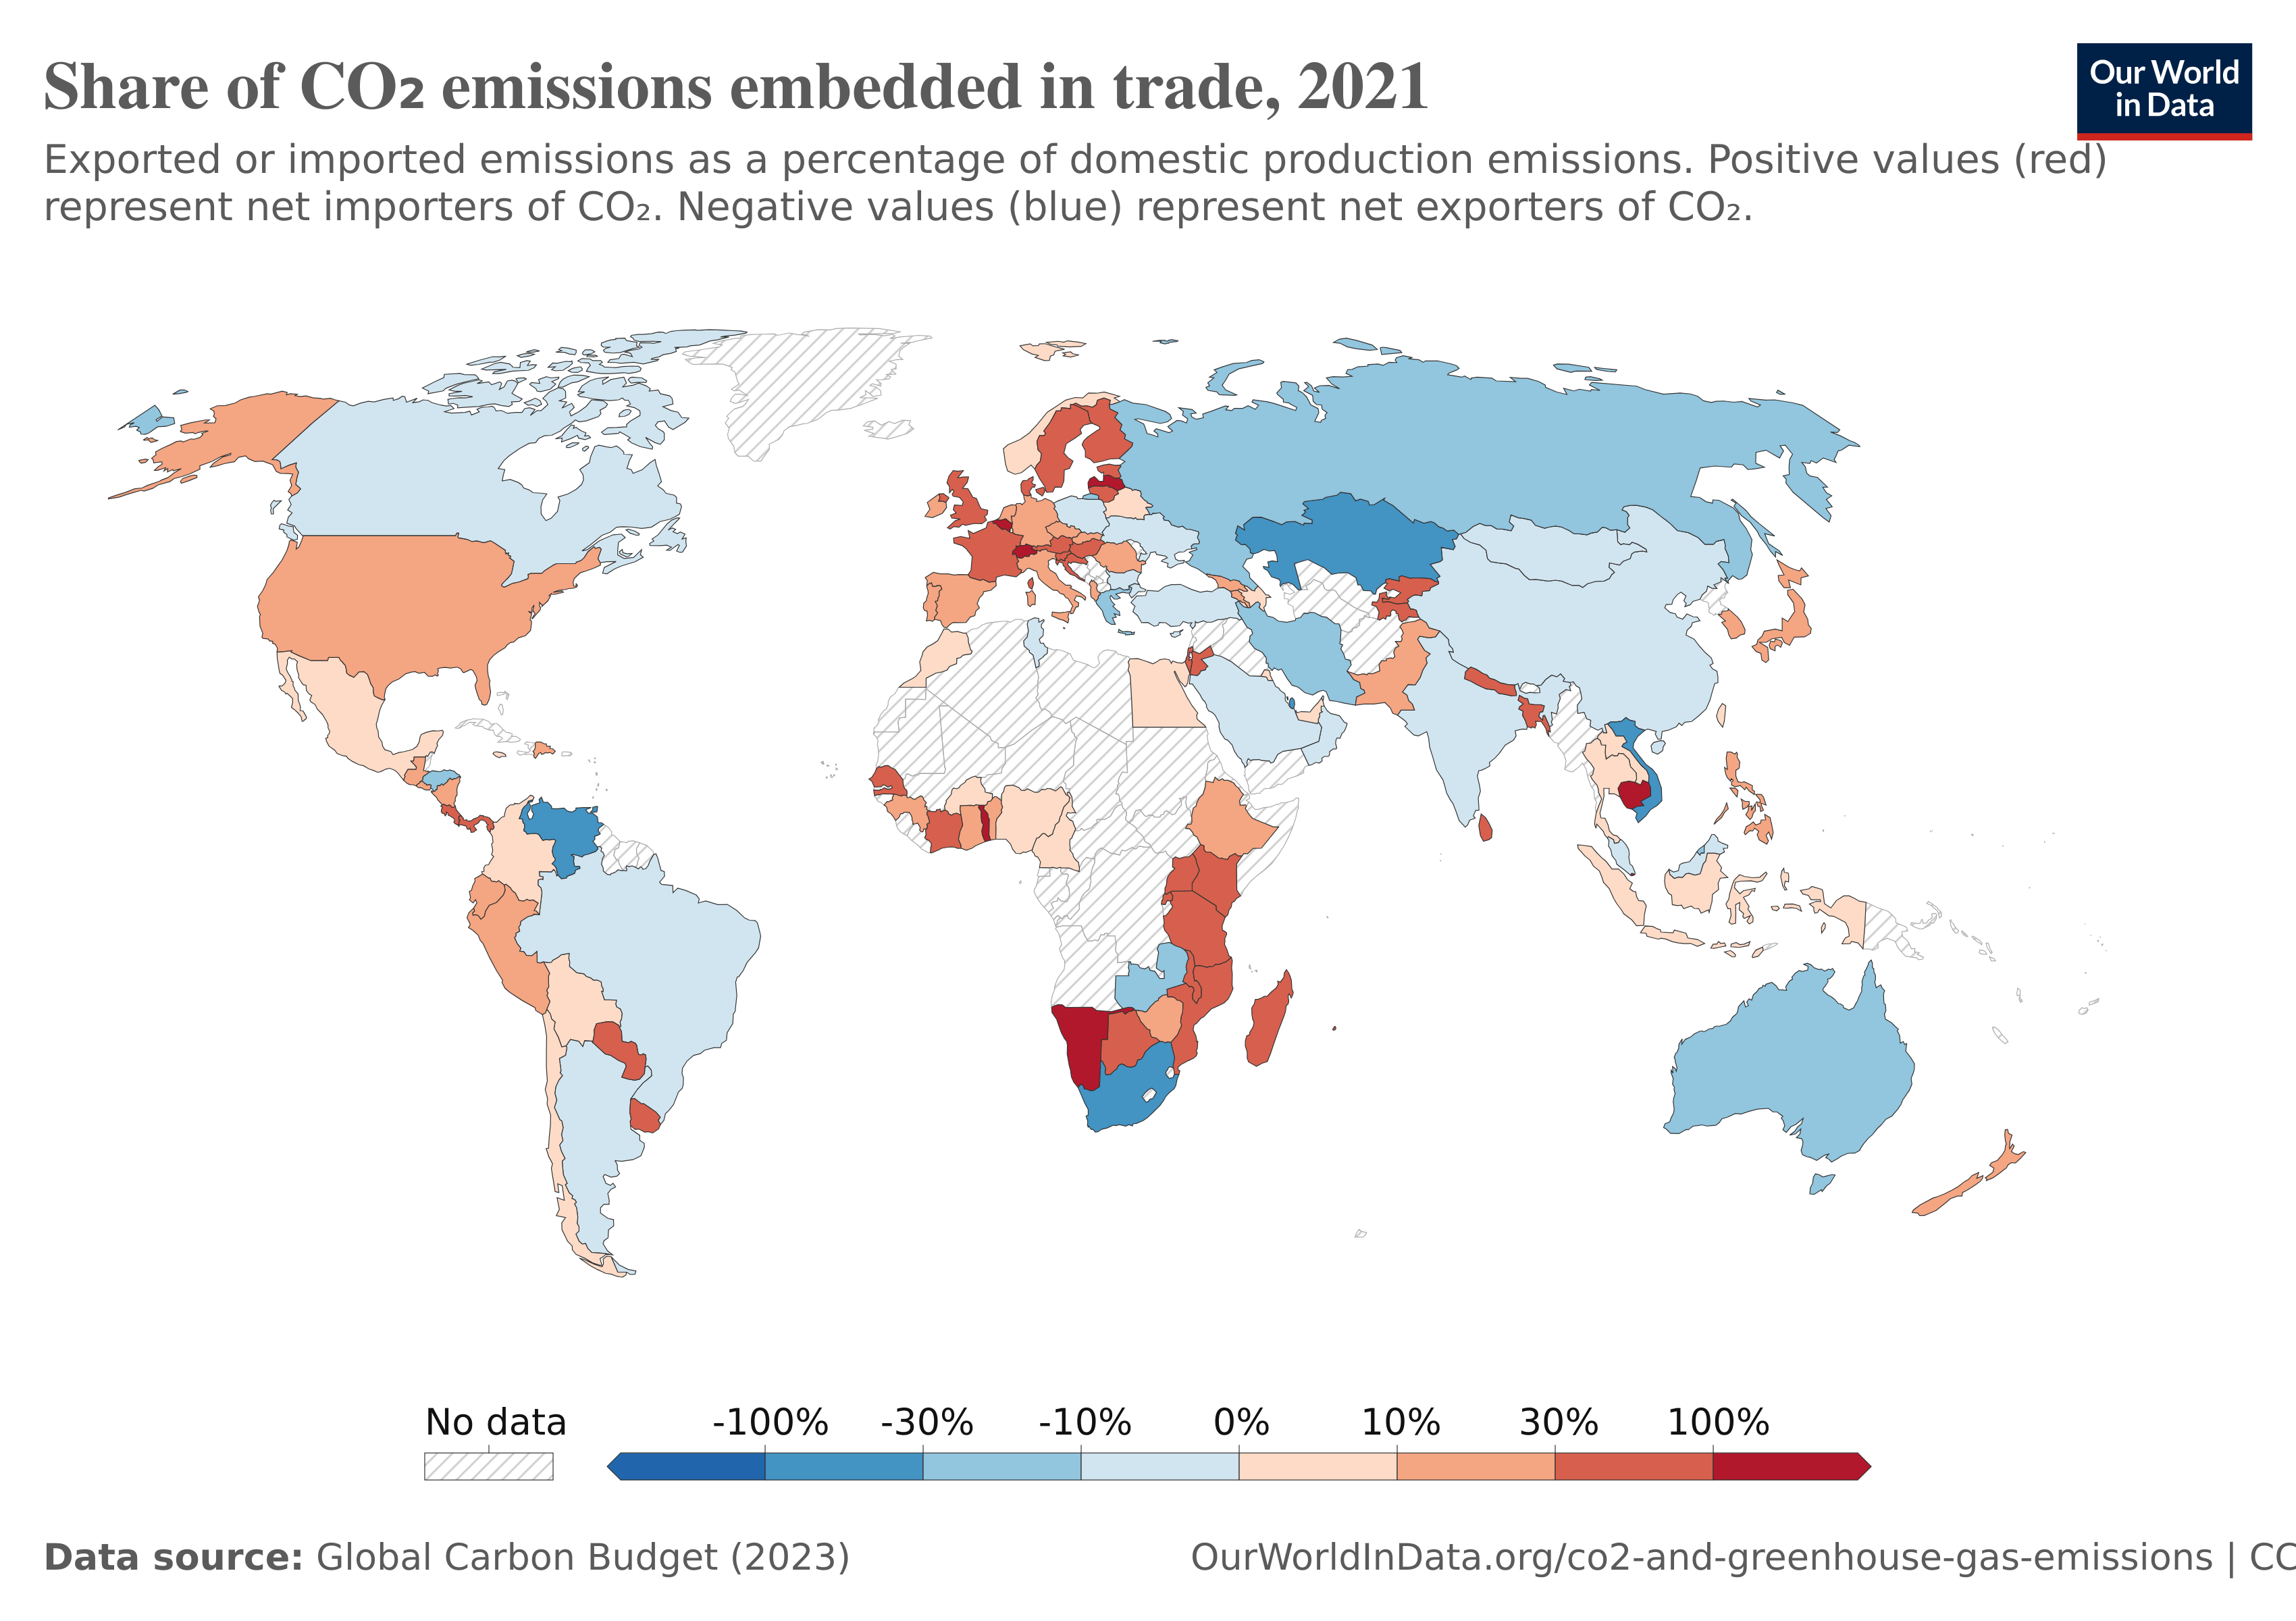 Share of CO₂ emissions embedded in trade, 2021
Our World
in Data
Exported or imported emissions as a percentage of domestic production emissions. Positive values (red)
represent net importers of CO₂. Negative values (blue) represent net exporters of CO₂.
No data
-100%
-30%
-10%
0%
10%
30%
100%
Data source: Global Carbon Budget (2023)
OurWorldInData.org/co2-and-greenhouse-gas-emissions | CC